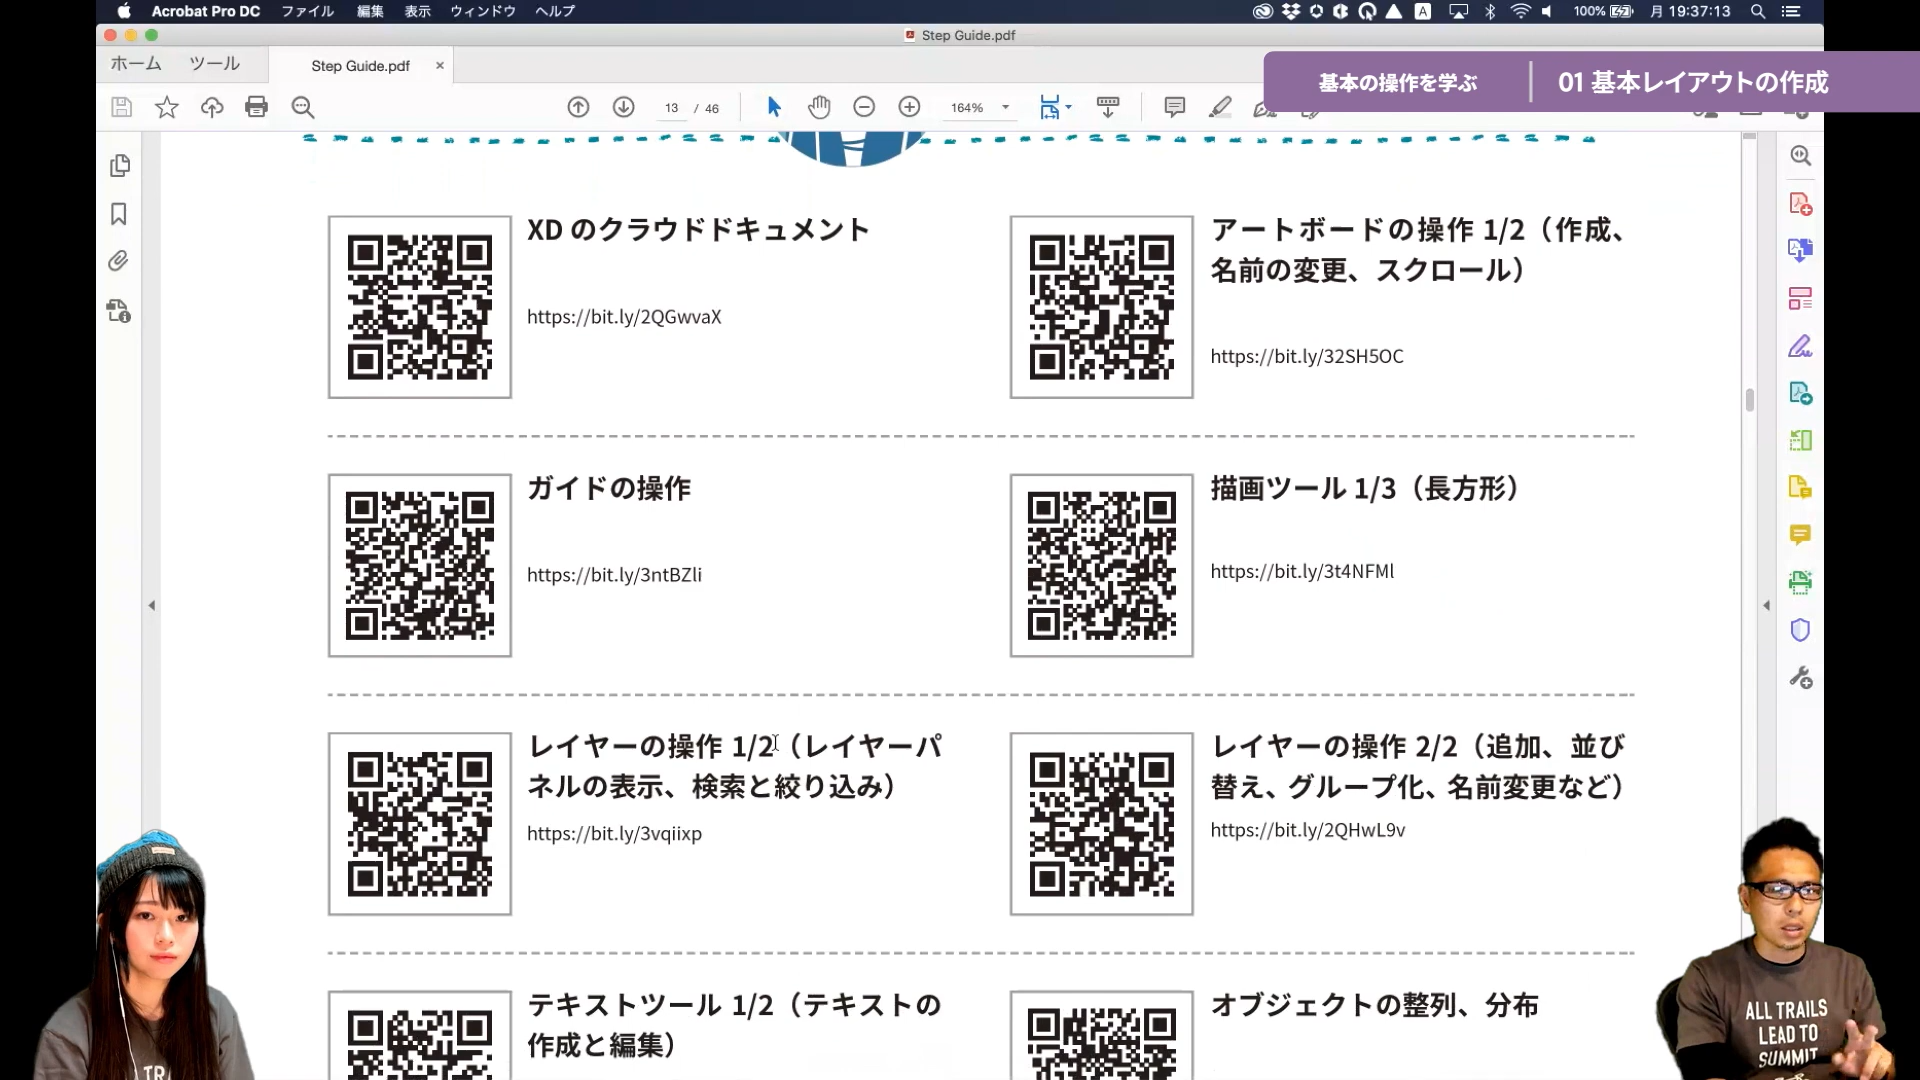 Acrobat Pro DC ファイル 編集 表示 ウィンドウ ヘルプ
100% 月 19:37:13
Step Guide.pdf
ホーム ツール Step Guide.pdf ×
基本の操作を学ぶ 01 基本レイアウトの作成
13 / 46 164%
XD のクラウドドキュメント
https://bit.ly/2QGwvaX
アートボードの操作 1/2（作成、
名前の変更、スクロール）
https://bit.ly/32SH5OC
ガイドの操作
https://bit.ly/3ntBZli
描画ツール 1/3（長方形）
https://bit.ly/3t4NFMl
レイヤーの操作 1/2（レイヤーパ
ネルの表示、検索と絞り込み）
https://bit.ly/3vqiixp
レイヤーの操作 2/2（追加、並び
替え、グループ化、名前変更など）
https://bit.ly/2QHwL9v
テキストツール 1/2（テキストの
作成と編集）
オブジェクトの整列、分布
ALL TRAILS
LEAD TO
SUMMIT